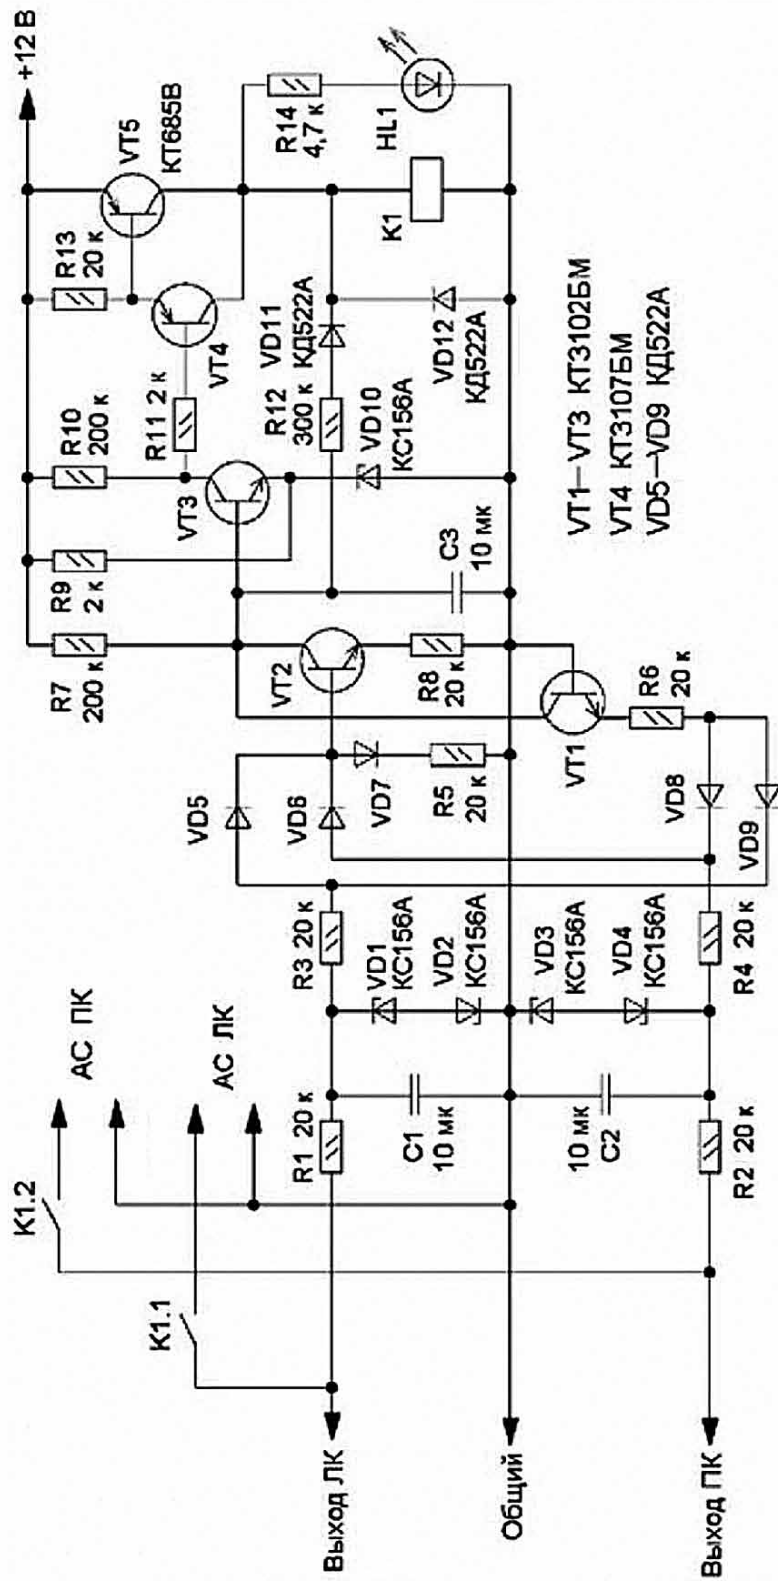 +12 В
VT5
КТ685В
R14
4,7 к
HL1
R13
20 к
VT4
VD11
КД522А
K1
VD12
КД522А
R10
200 к
R11 2 к
R12
300 к
VD10
КС156А
R9
2 к
VT3
C3
10 мк
VT1—VT3 КТ3102БМ
VT4 КТ3107БМ
VD5—VD9 КД522А
R7
200 к
VT2
R8
20 к
R6
20 к
VT1
VD5
VD6
VD7
R5
20 к
VD8
VD9
R3 20 к
VD1
КС156А
VD2
КС156А
VD3
КС156А
VD4
КС156А
R4 20 к
АС ПК
АС ЛК
K1.2
K1.1
R1 20 к
C1
10 мк
10 мк
C2
R2 20 к
Выход ЛК
Общий
Выход ПК